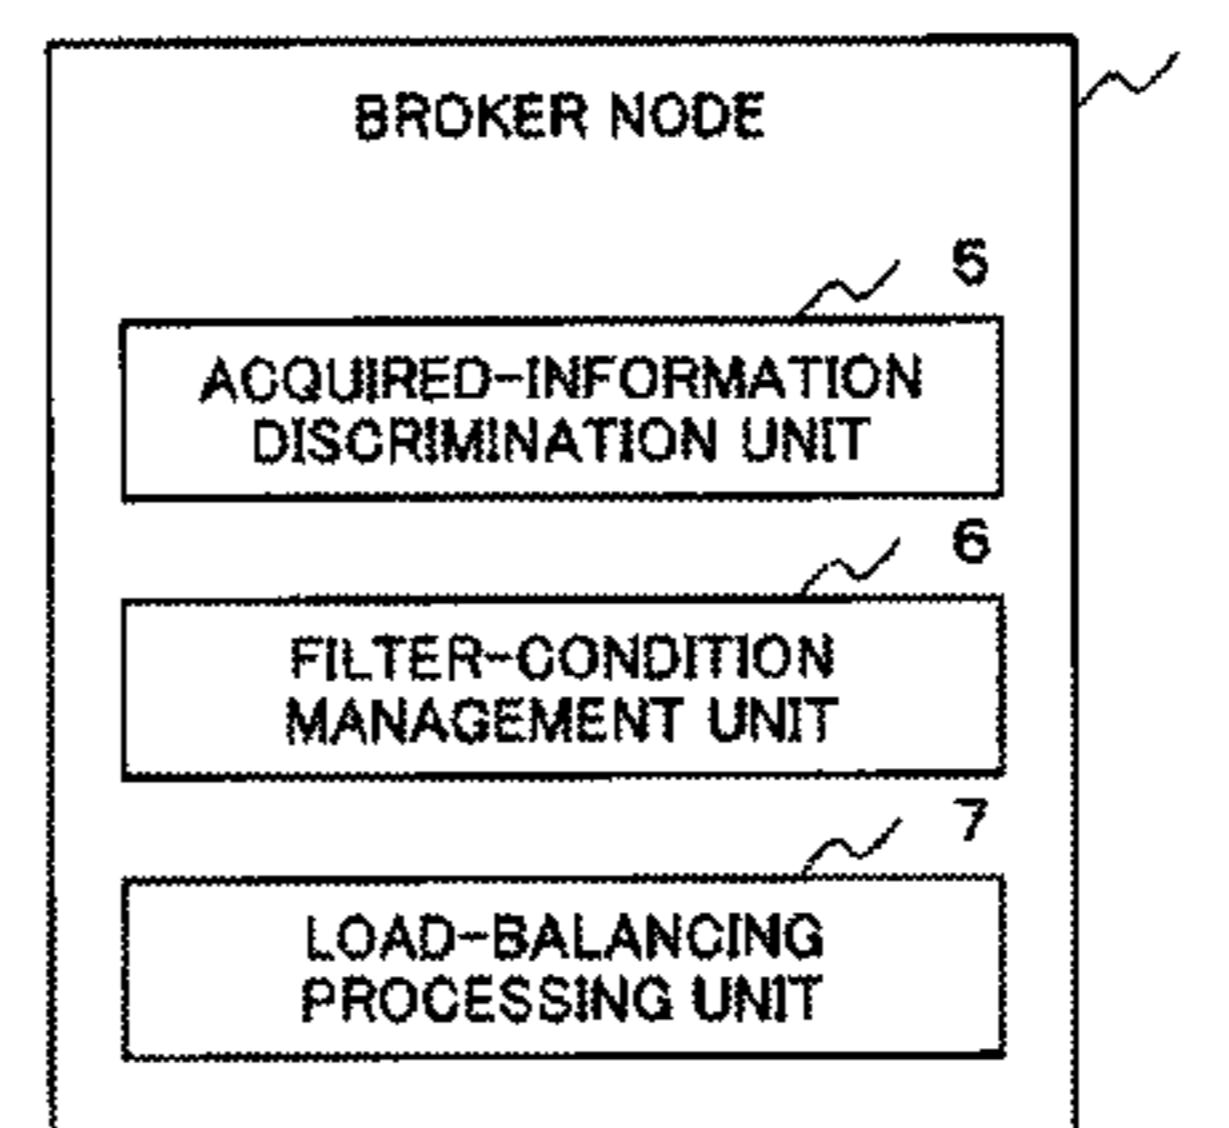 BROKER NODE
5
ACQUIRED-INFORMATION
DISCRIMINATION UNIT
6
FILTER-CONDITION
MANAGEMENT UNIT
7
LOAD-BALANCING
PROCESSING UNIT